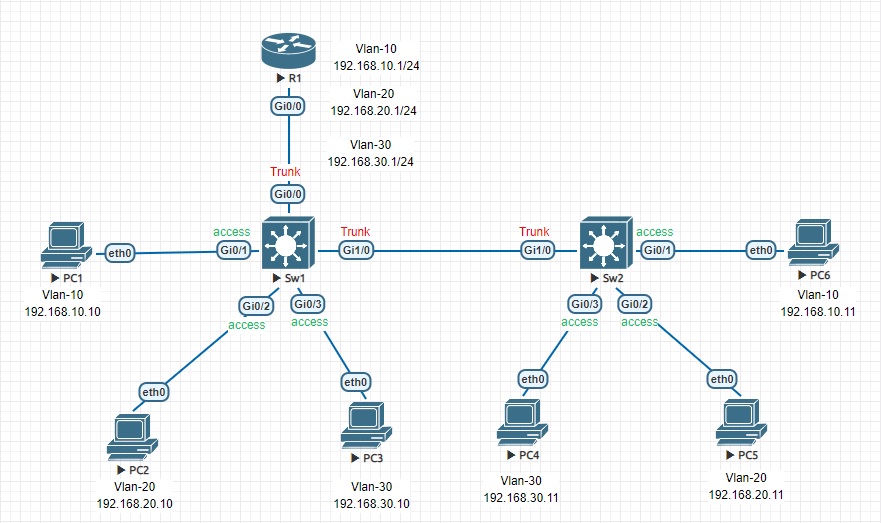 Vlan-10
192.168.10.1/24
R1
Vlan-20
192.168.20.1/24
Gi0/0
Vlan-30
192.168.30.1/24
Trunk
Gi0/0
access
Trunk
Trunk
access
eth0
Gi0/1
Gi1/0
Gi1/0
Gi0/1
eth0
PC1
Sw1
Sw2
PC6
Vlan-10
192.168.10.10
Vlan-10
192.168.10.11
Gi0/2
Gi0/3
Gi0/3
Gi0/2
access
access
access
access
eth0
eth0
eth0
eth0
PC2
PC3
PC4
PC5
Vlan-20
192.168.20.10
Vlan-30
192.168.30.10
Vlan-30
192.168.30.11
Vlan-20
192.168.20.11